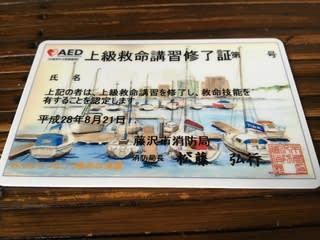 AED 上級救命講習修了証 第 号
氏 名
上記の者は、上級救命講習を修了し、救命技能を
有することを認定します。
平成28年8月21日
藤沢市消防局
消防局長 松藤 弘行